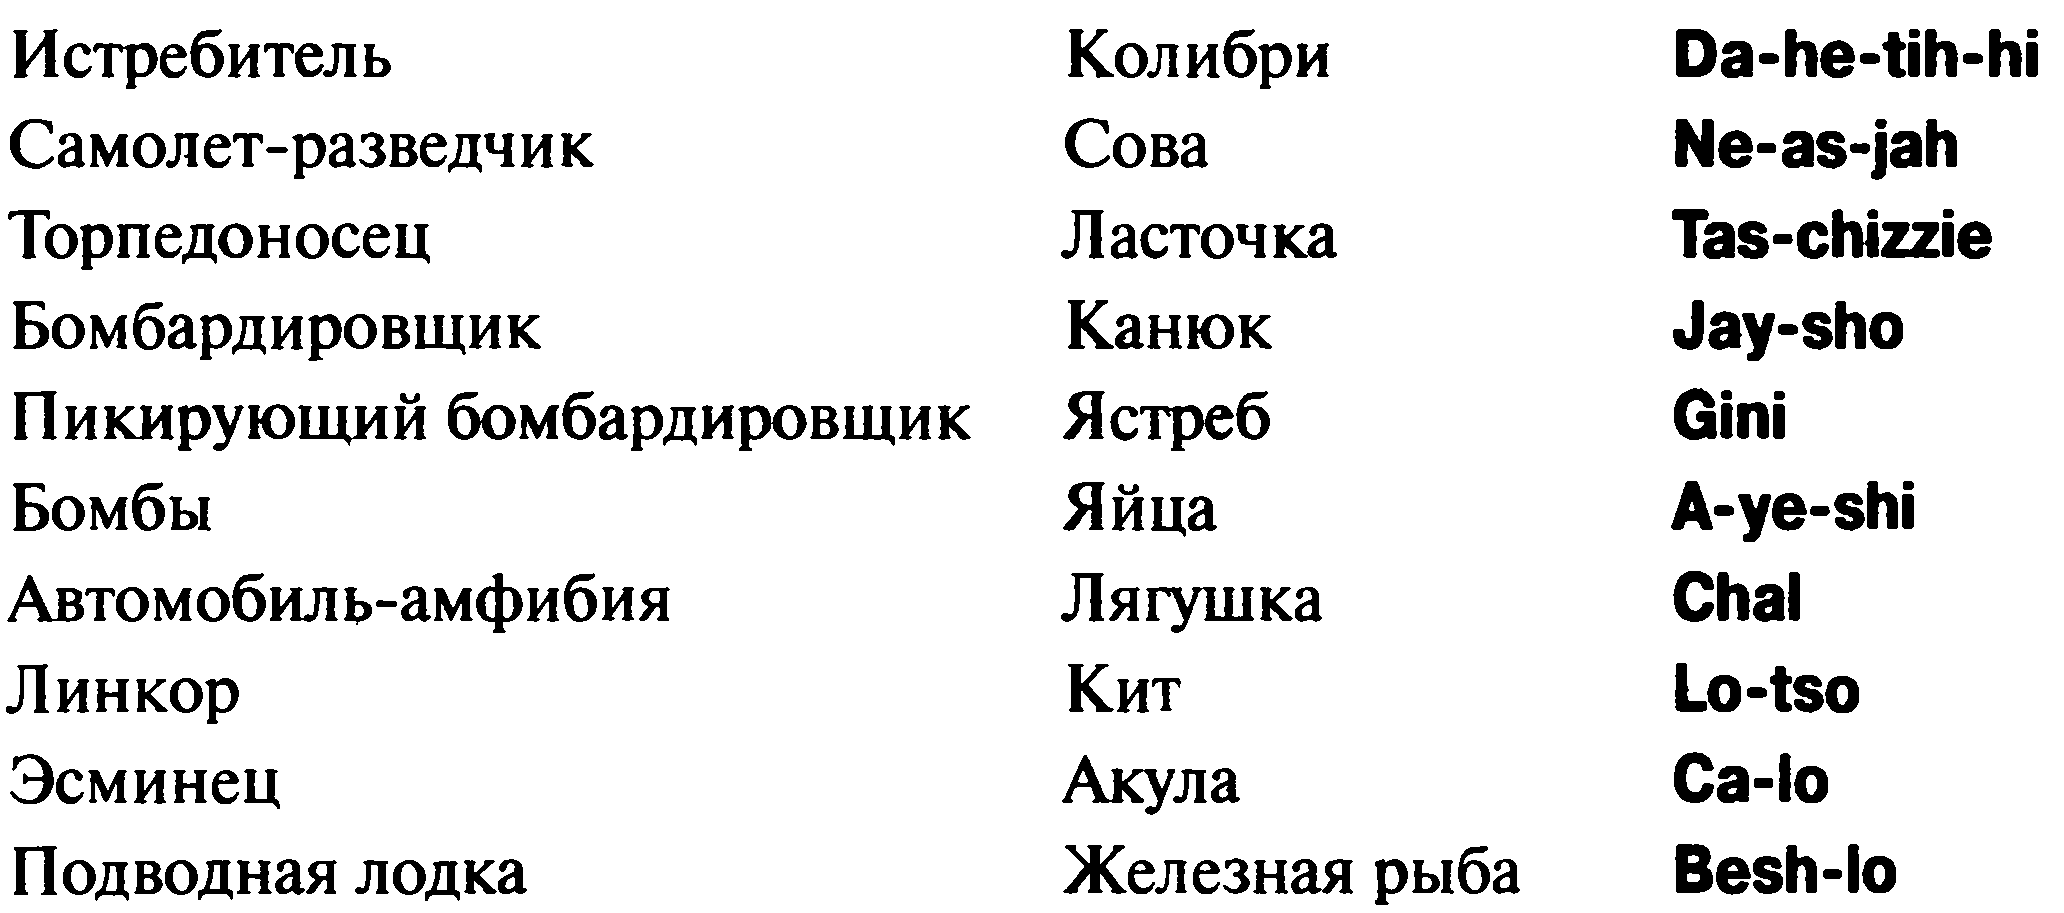 Истребитель Колибри Da-he-tih-hi
Самолет-разведчик Сова Ne-as-jah
Торпедоносец Ласточка Tas-chizzie
Бомбардировщик Канюк Jay-sho
Пикирующий бомбардировщик Ястреб Gini
Бомбы Яйца A-ye-shi
Автомобиль-амфибия Лягушка Chal
Линкор Кит Lo-tso
Эсминец Акула Ca-lo
Подводная лодка Железная рыба Besh-lo